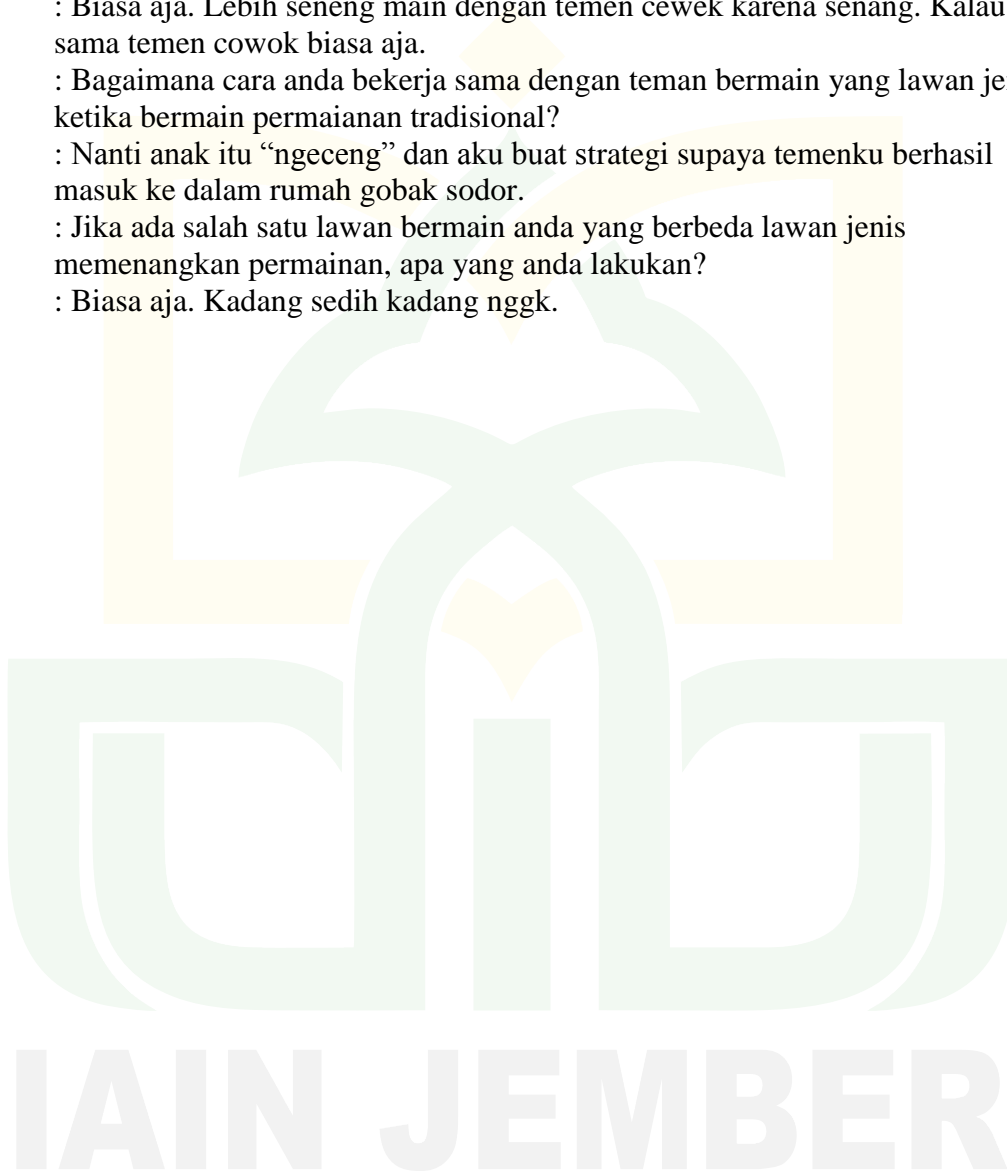 : Biasa aja. Lebih seneng main dengan temen cewek karena senang. Kalau
sama temen cowok biasa aja.
: Bagaimana cara anda bekerja sama dengan teman bermain yang lawan je
ketika bermain permaianan tradisional?
: Nanti anak itu “ngeceng” dan aku buat strategi supaya temenku berhasil
masuk ke dalam rumah gobak sodor.
: Jika ada salah satu lawan bermain anda yang berbeda lawan jenis
memenangkan permainan, apa yang anda lakukan?
: Biasa aja. Kadang sedih kadang nggk.
IAIN JEMBER